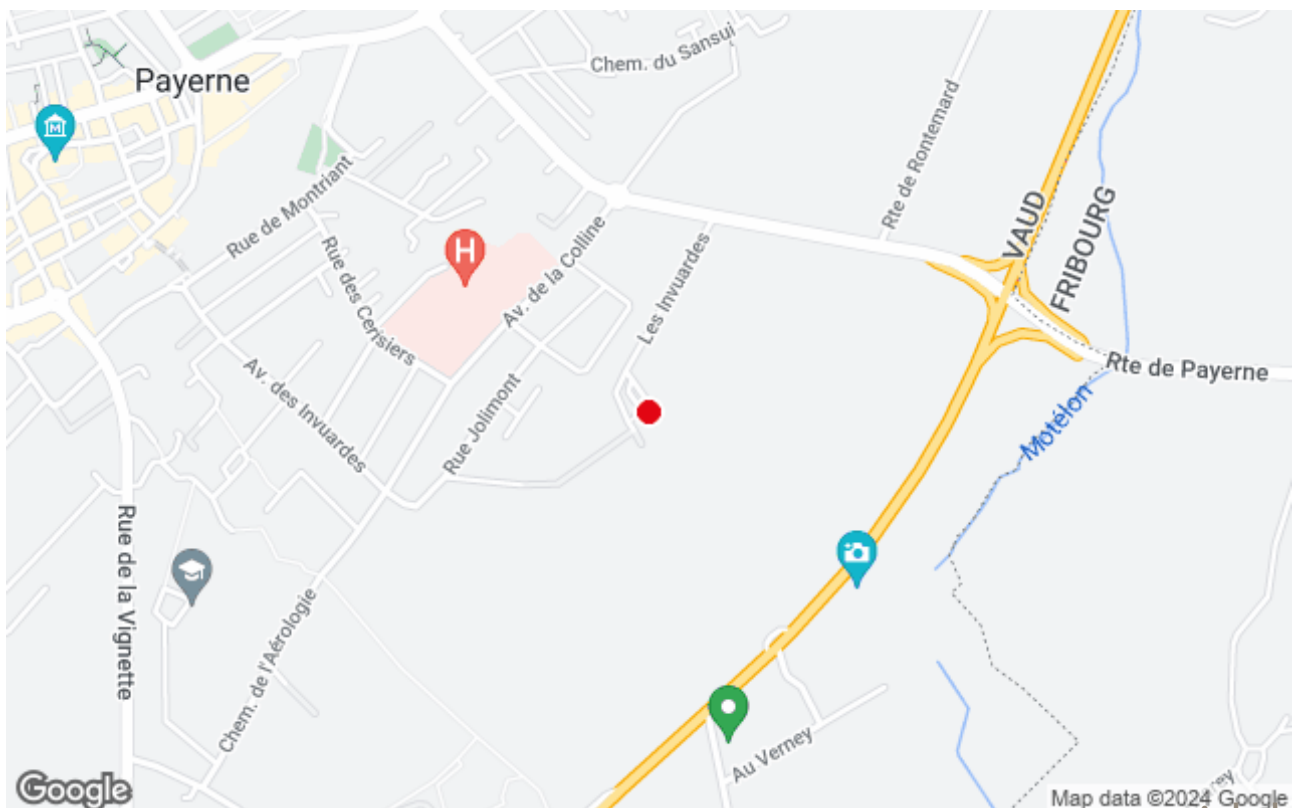 Payerne
Chem. du Sansui
Rte de Rontemard
Rue de Montriant
VAUD
FRIBOURG
H
Av. de la Colline
Les Invuardes
Rue des Cerisiers
Rte de Payerne
Av. des Invuardes
Rue Jolimont
Motélon
Rue de la Vignette
Chem. de l'Aérologie
Au Verney
Google
Map data ©2024 Google